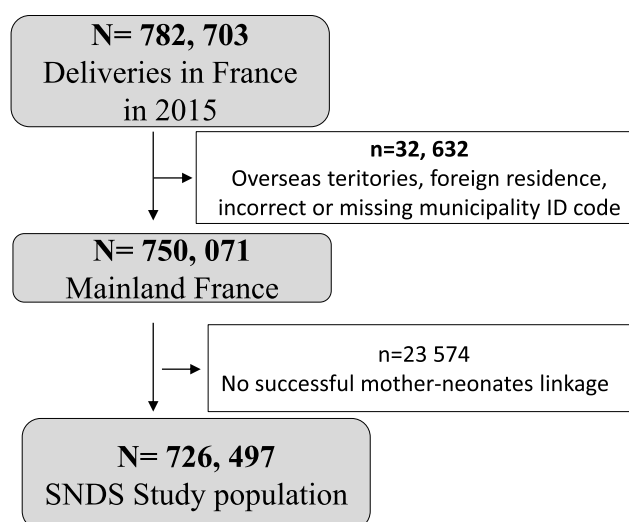 N= 782, 703
Deliveries in France
in 2015
n=32, 632
Overseas teritories, foreign residence,
incorrect or missing municipality ID code
N= 750, 071
Mainland France
n=23 574
No successful mother-neonates linkage
N= 726, 497
SNDS Study population